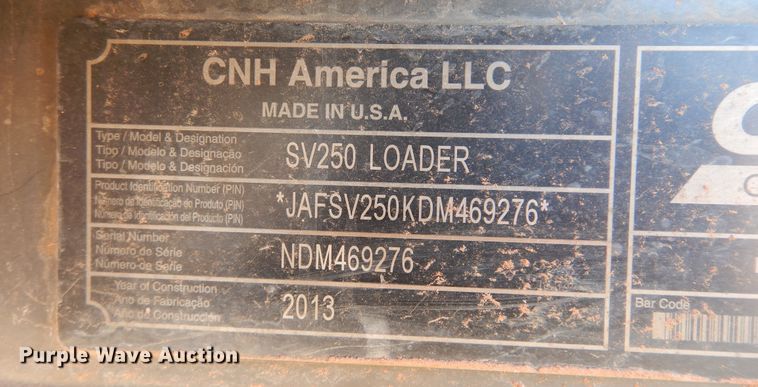 CNH America LLC
MADE IN U.S.A.
Type / Model & Designation
Tipo / Modelo & Designação
Tipo / Modelo & Designación
SV250 LOADER
Product Identification Number (PIN)
Número de Identificação de Produto (PIN)
Número de Identificación del Producto (PIN)
*JAFSV250KDM469276*
Serial Number
Número de Série
Número de Serie
NDM469276
Year of Construction
Ano de Fabricação
Año de Construcción
2013
Bar Code
Purple Wave Auction